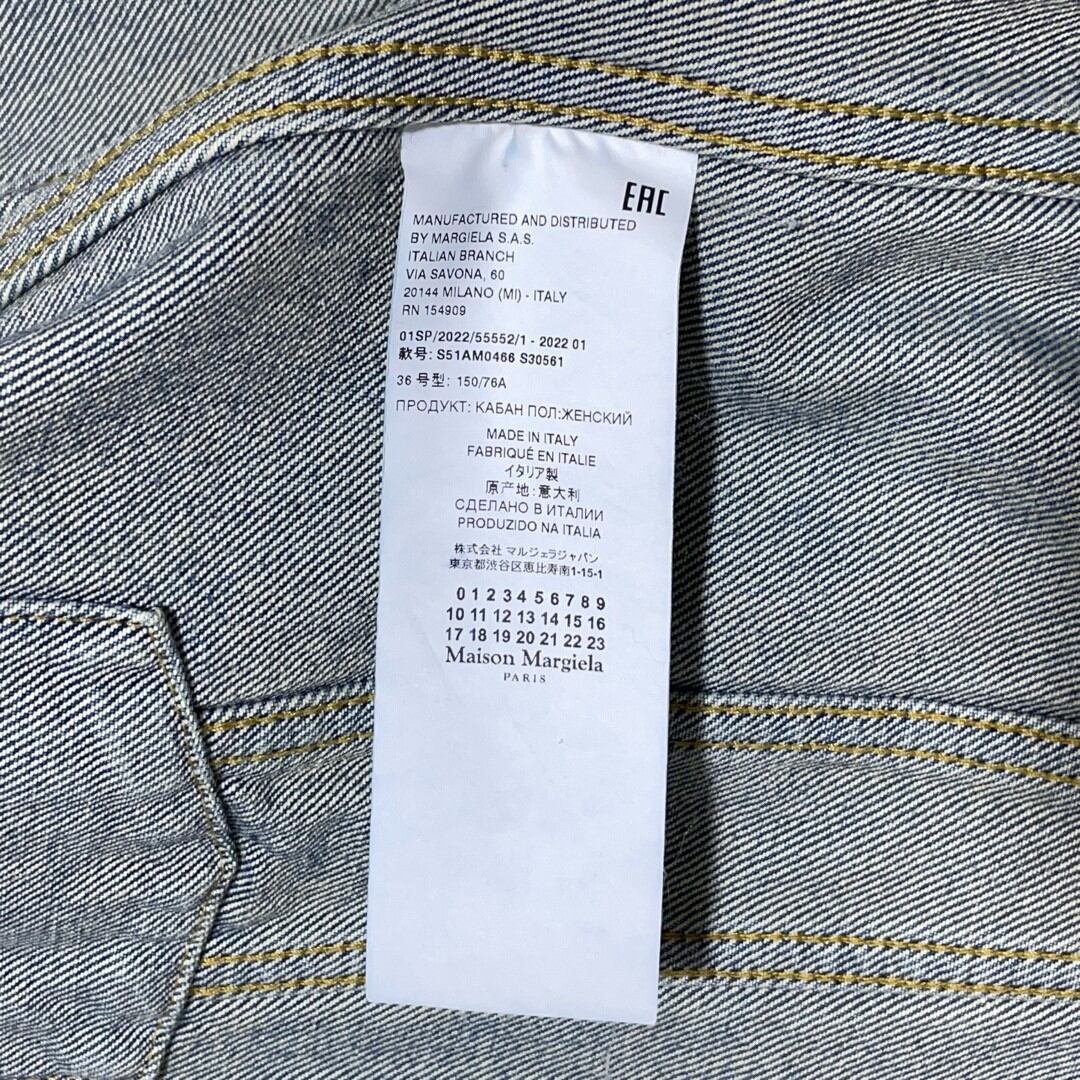 EAC
MANUFACTURED AND DISTRIBUTED
BY MARGIELA S.A.S.
ITALIAN BRANCH
VIA SAVONA, 60
20144 MILANO (MI) - ITALY
RN 154909
01SP/2022/55552/1 - 2022 01
款号: S51AM0466 S30561
36 号型: 150/76A
ПРОДУКТ: КАБАН ПОЛ:ЖЕНСКИЙ
MADE IN ITALY
FABRIQUÉ EN ITALIE
イタリア製
原产地:意大利
СДЕЛАНО В ИТАЛИИ
PRODUZIDO NA ITALIA
株式会社 マルジェラジャパン
東京都渋谷区恵比寿南1-15-1
0 1 2 3 4 5 6 7 8 9
10 11 12 13 14 15 16
17 18 19 20 21 22 23
Maison Margiela
PARIS